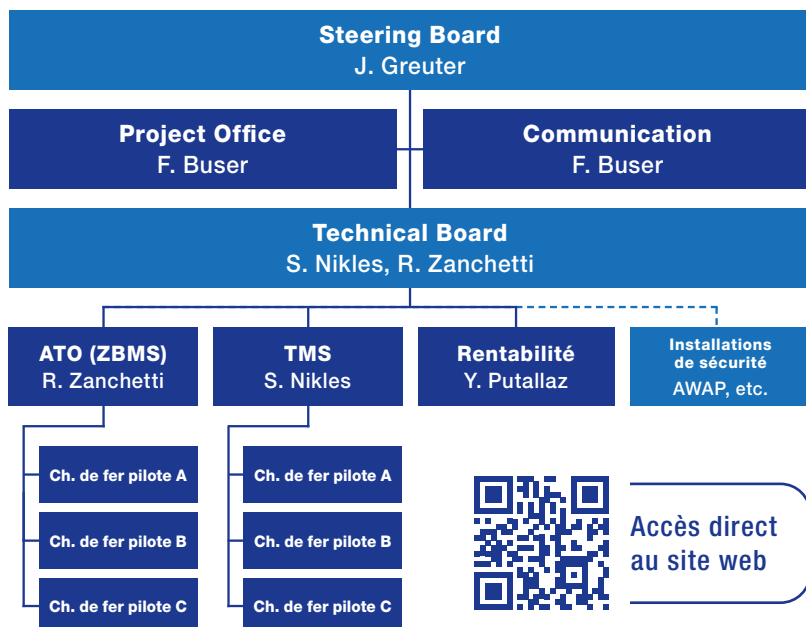 Steering Board
J. Greuter
Project Office
F. Buser
Communication
F. Buser
Technical Board
S. Nikles, R. Zanchetti
ATO (ZBMS)
R. Zanchetti
TMS
S. Nikles
Rentabilité
Y. Putallaz
Installations
de sécurité
AWAP, etc.
Ch. de fer pilote A
Ch. de fer pilote B
Ch. de fer pilote C
Ch. de fer pilote A
Ch. de fer pilote B
Ch. de fer pilote C
Accès direct
au site web